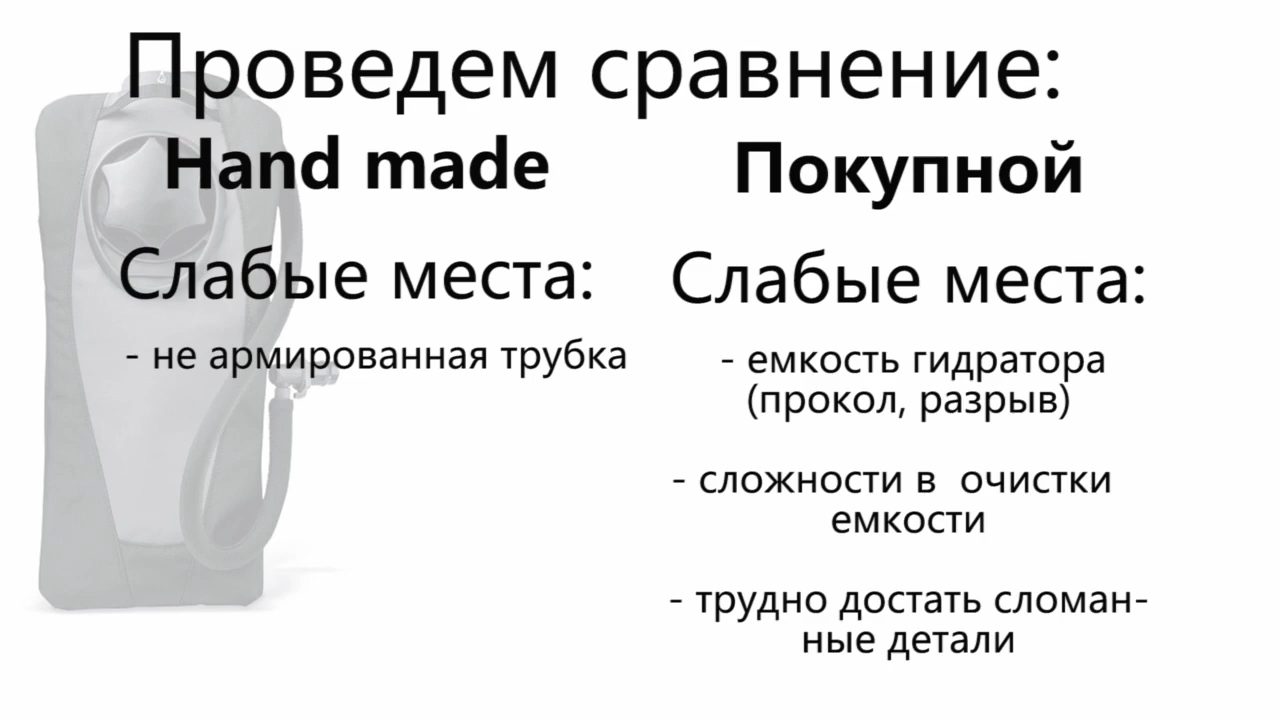 Проведем сравнение:
Hand made
Слабые места:
- не армированная трубка
Покупной
Слабые места:
- емкость гидратора
(прокол, разрыв)
- сложности в  очистки
емкости
- трудно достать сломан-
ные детали